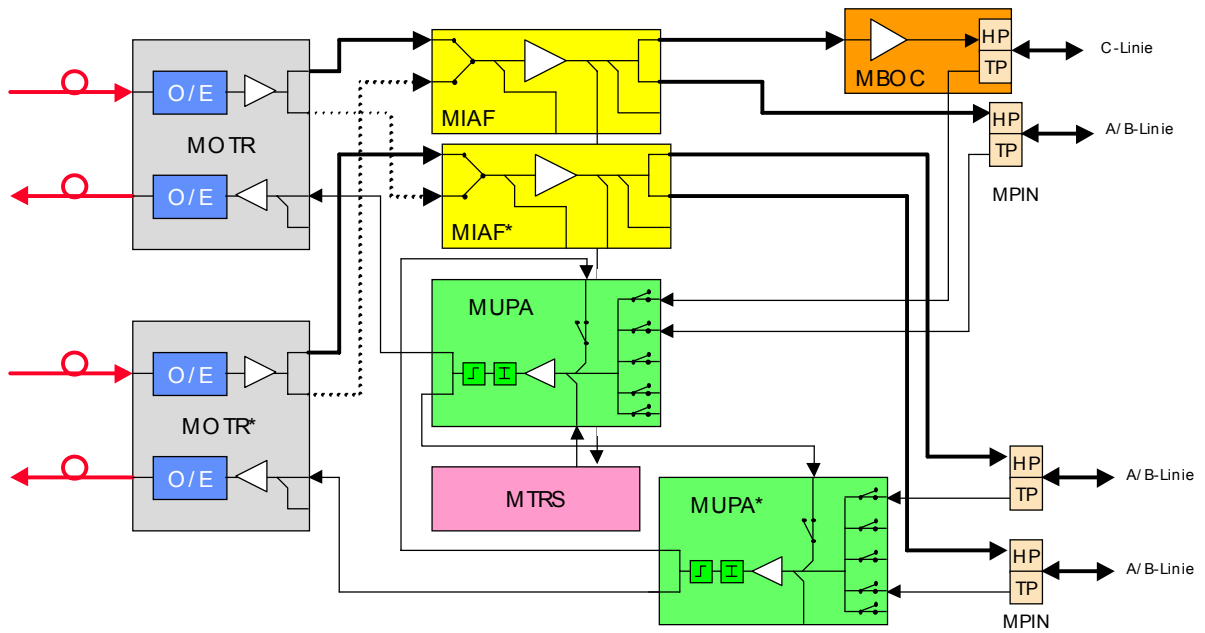 O/E
MOTR
O/E
MIAF
MBOC
HP
TP
C-Linie
HP
TP
A/B-Linie
MPIN
MIAF*
MUPA
O/E
MOTR*
O/E
MTRS
MUPA*
HP
TP
A/B-Linie
HP
TP
A/B-Linie
MPIN